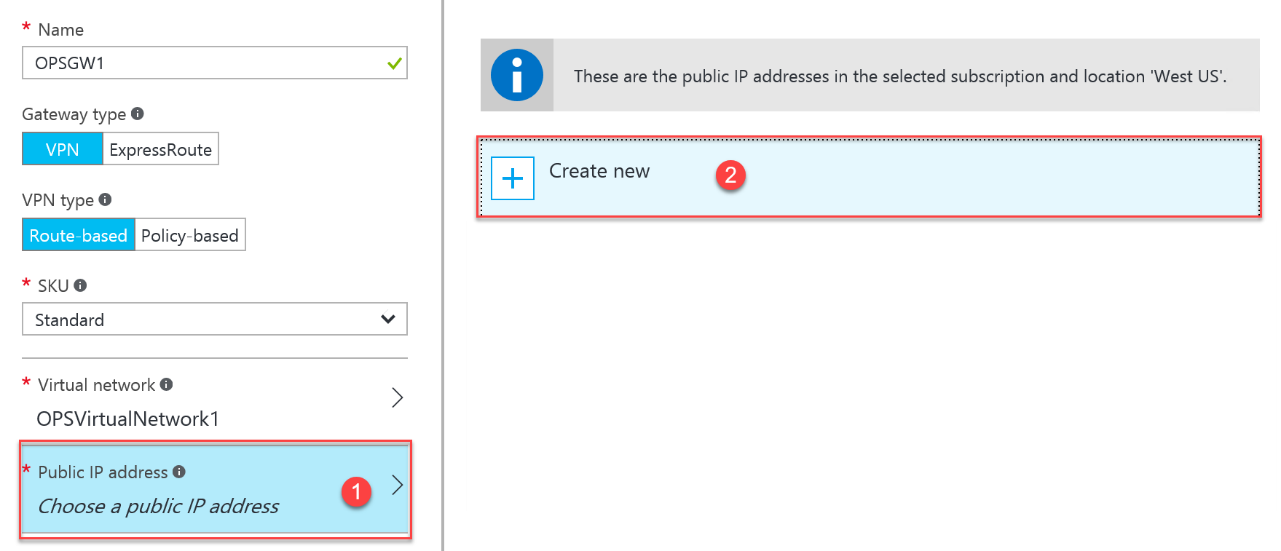 * Name
OPSGW1
Gateway type
VPN ExpressRoute
VPN type
Route-based Policy-based
* SKU
Standard
* Virtual network
OPSVirtualNetwork1
* Public IP address
Choose a public IP address
1
These are the public IP addresses in the selected subscription and location 'West US'.
Create new
2